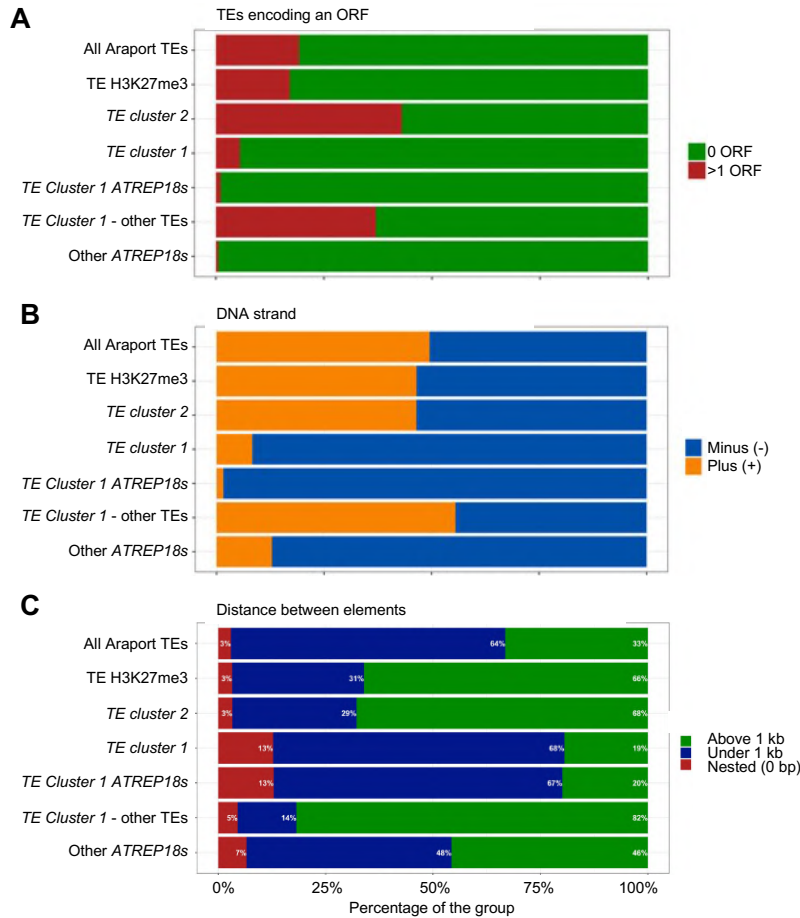 A
TEs encoding an ORF
All Araport TEs
TE H3K27me3
TE cluster 2
TE cluster 1
TE Cluster 1 ATREP18s
TE Cluster 1 - other TEs
Other ATREP18s
0 ORF
>1 ORF
B
DNA strand
All Araport TEs
TE H3K27me3
TE cluster 2
TE cluster 1
TE Cluster 1 ATREP18s
TE Cluster 1 - other TEs
Other ATREP18s
Minus (-)
Plus (+)
C
Distance between elements
All Araport TEs 3% 64% 33%
TE H3K27me3 3% 31% 66%
TE cluster 2 3% 29% 68%
TE cluster 1 13% 68% 19%
TE Cluster 1 ATREP18s 13% 67% 20%
TE Cluster 1 - other TEs 5% 14% 82%
Other ATREP18s 7% 48% 46%
Above 1 kb
Under 1 kb
Nested (0 bp)
0% 25% 50% 75% 100%
Percentage of the group